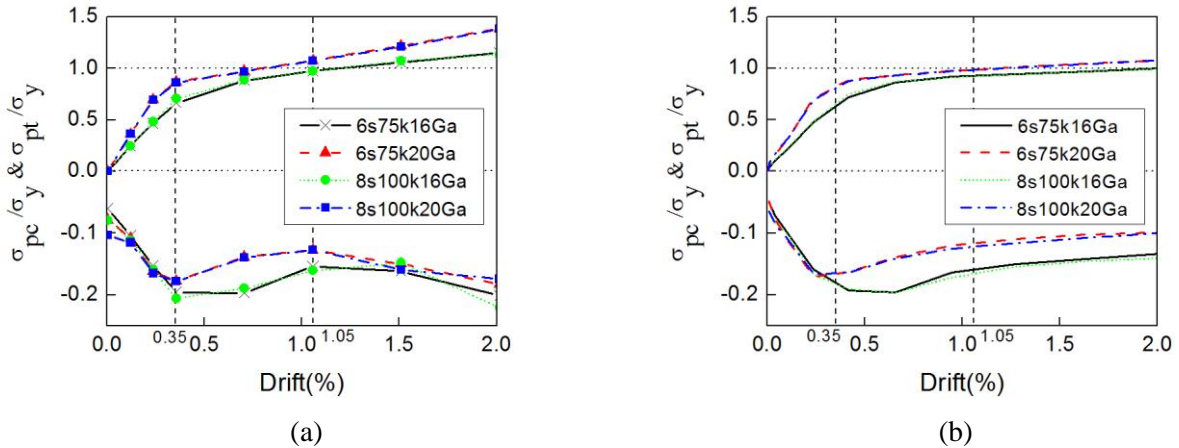 σpc/σy & σpt/σy
1.5
1.0
0.5
0.0
-0.1
-0.2
6s75k16Ga
6s75k20Ga
8s100k16Ga
8s100k20Ga
0.0 0.35 0.5 1.0 1.05 1.5 2.0
Drift(%)
(a)
σpc/σy & σpt/σy
1.5
1.0
0.5
0.0
-0.1
-0.2
6s75k16Ga
6s75k20Ga
8s100k16Ga
8s100k20Ga
0.0 0.35 0.5 1.0 1.05 1.5 2.0
Drift(%)
(b)